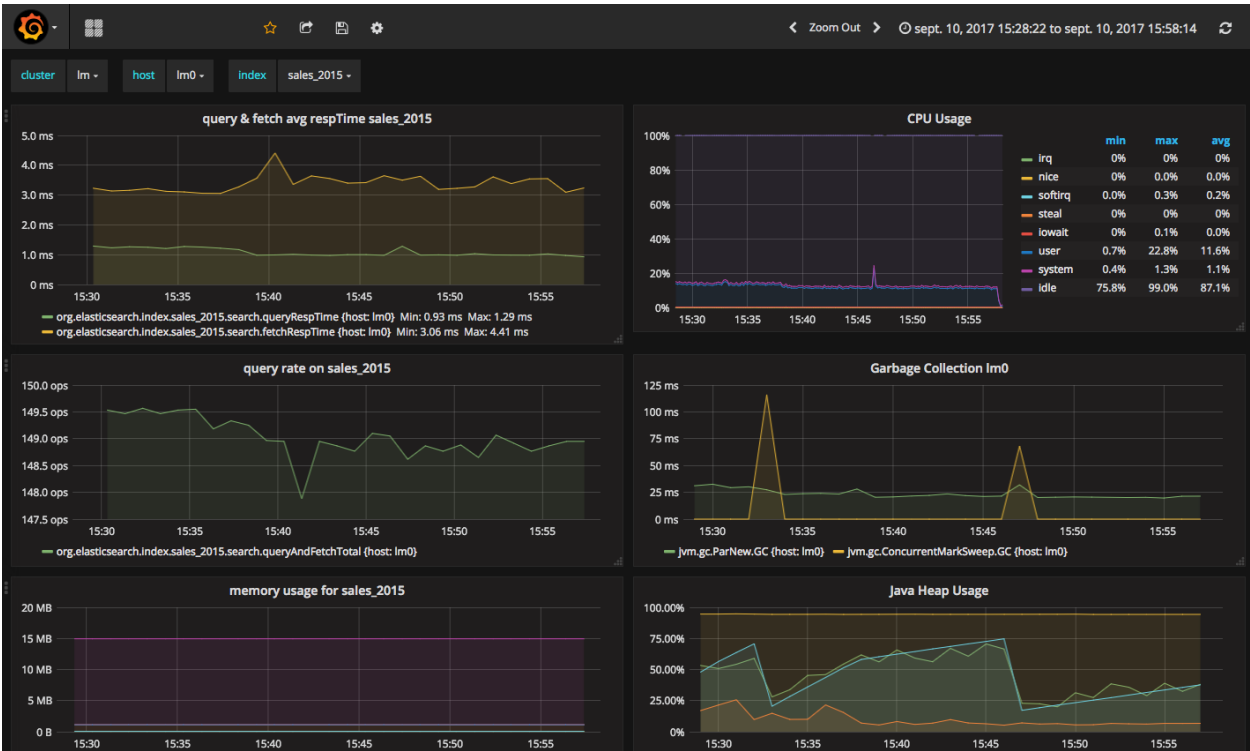 Zoom Out sept. 10, 2017 15:28:22 to sept. 10, 2017 15:58:14
cluster lm host lm0 index sales_2015
query & fetch avg respTime sales_2015
5.0 ms
4.0 ms
3.0 ms
2.0 ms
1.0 ms
0 ms
15:30 15:35 15:40 15:45 15:50 15:55
org.elasticsearch.index.sales_2015.search.queryRespTime {host: lm0} Min: 0.93 ms Max: 1.29 ms
org.elasticsearch.index.sales_2015.search.fetchRespTime {host: lm0} Min: 3.06 ms Max: 4.41 ms
CPU Usage
100%
80%
60%
40%
20%
0%
15:30 15:35 15:40 15:45 15:50 15:55
min max avg
irq 0% 0% 0%
nice 0% 0.0% 0.0%
softirq 0.0% 0.3% 0.2%
steal 0% 0% 0%
iowait 0% 0.1% 0.0%
user 0.7% 22.8% 11.6%
system 0.4% 1.3% 1.1%
idle 75.8% 99.0% 87.1%
query rate on sales_2015
150.0 ops
149.5 ops
149.0 ops
148.5 ops
148.0 ops
147.5 ops
15:30 15:35 15:40 15:45 15:50 15:55
org.elasticsearch.index.sales_2015.search.queryAndFetchTotal {host: lm0}
Garbage Collection lm0
125 ms
100 ms
75 ms
50 ms
25 ms
0 ms
15:30 15:35 15:40 15:45 15:50 15:55
jvm.gc.ParNew.GC {host: lm0} jvm.gc.ConcurrentMarkSweep.GC {host: lm0}
memory usage for sales_2015
20 MB
15 MB
10 MB
5 MB
0 B
15:30 15:35 15:40 15:45 15:50 15:55
Java Heap Usage
100.00%
75.00%
50.00%
25.00%
0%
15:30 15:35 15:40 15:45 15:50 15:55